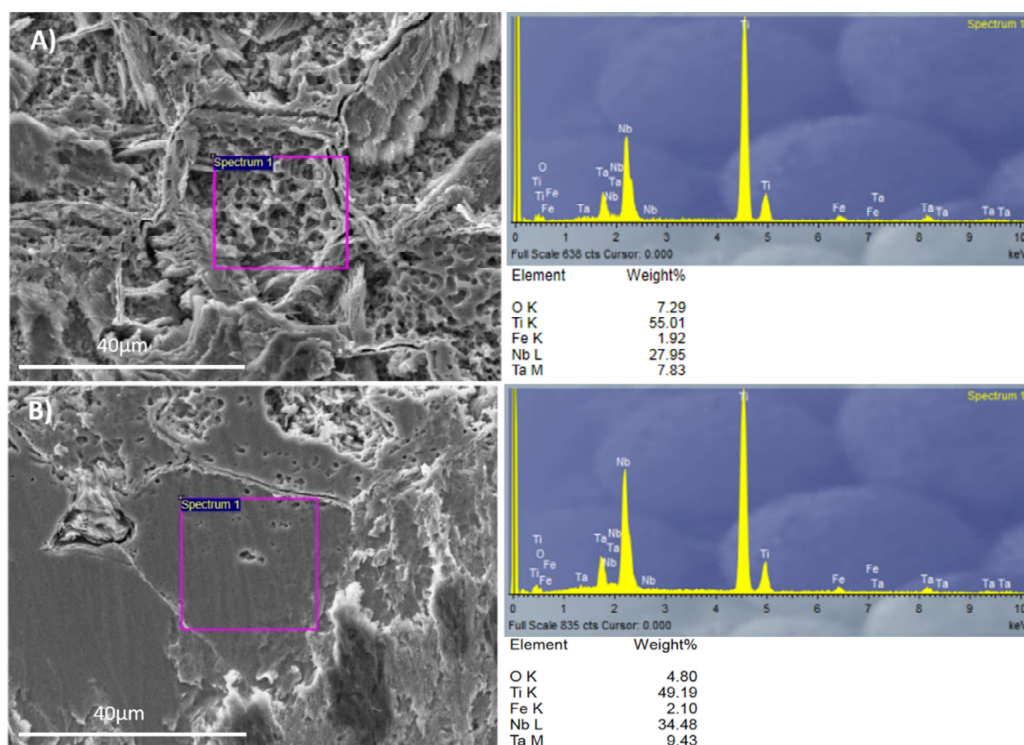 A)
Spectrum 1
40µm
Spectrum 1
Ti
Nb
O
Ti
Ti
Fe
Fe
Ta
Ta
Nb
Ta
Nb
Nb
Ti
Fe
Ta
Fe
Ta
Ta
Ta
Ta
0 1 2 3 4 5 6 7 8 9 10
Full Scale 638 cts Cursor: 0.000
keV
Element Weight%
O K 7.29
Ti K 55.01
Fe K 1.92
Nb L 27.95
Ta M 7.83
B)
Spectrum 1
40µm
Spectrum 1
Ti
Nb
Ti
O
Ti
Fe
Fe
Ta
Ta
Nb
Ta
Nb
Nb
Ti
Fe
Fe
Ta
Ta
Ta
Ta
Ta
0 1 2 3 4 5 6 7 8 9 10
Full Scale 835 cts Cursor: 0.000
keV
Element Weight%
O K 4.80
Ti K 49.19
Fe K 2.10
Nb L 34.48
Ta M 9.43